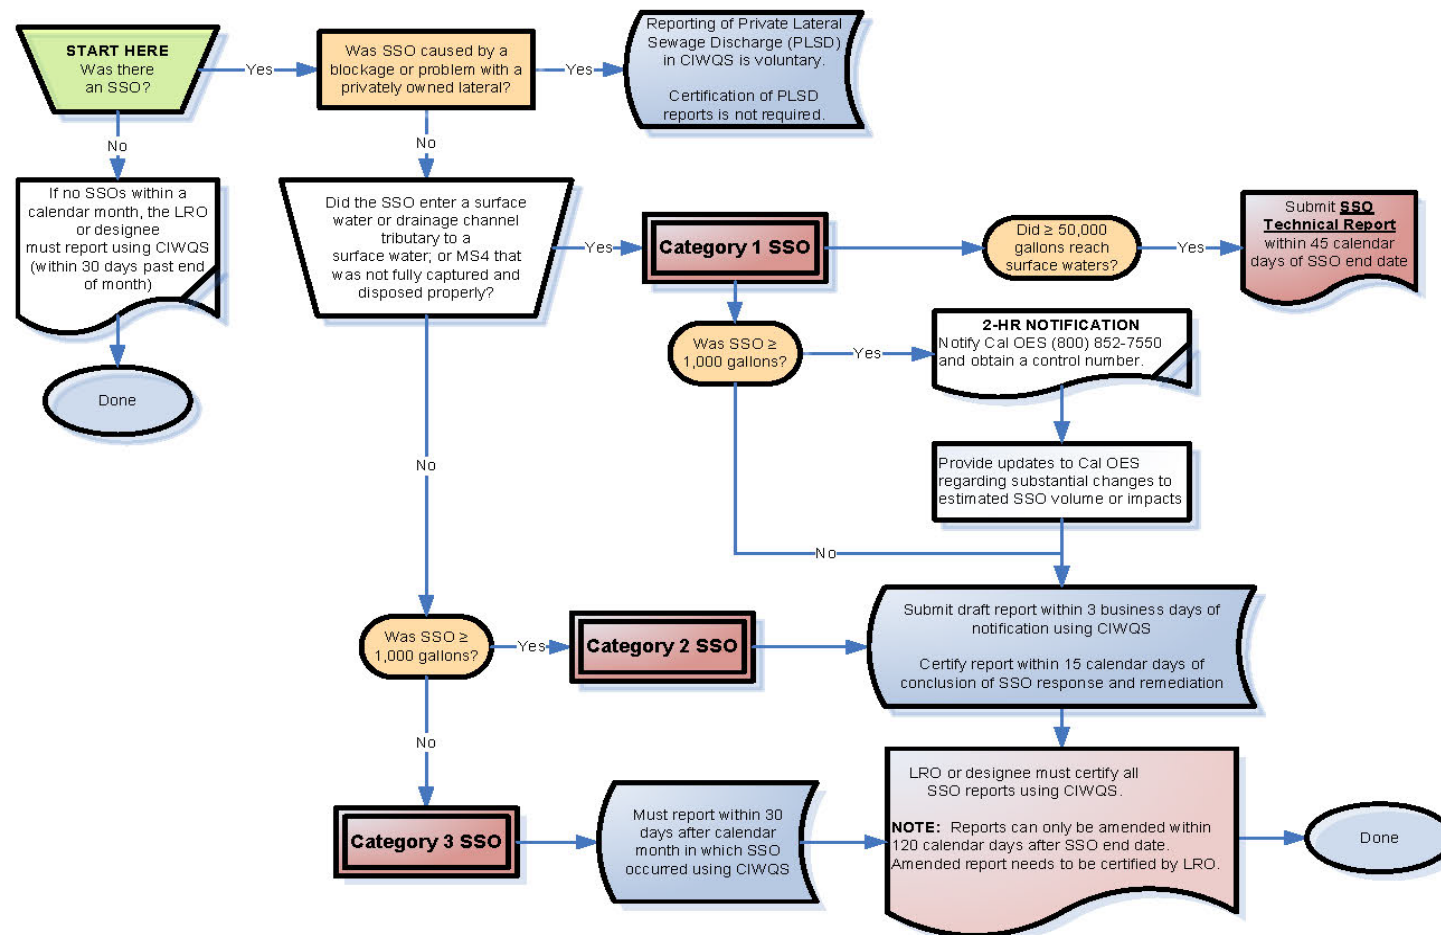 START HERE
Was there
an SSO?
Yes
Was SSO caused by a
blockage or problem with a
privately owned lateral?
Yes
Reporting of Private Lateral
Sewage Discharge (PLSD)
in CIWQS is voluntary.
Certification of PLSD
reports is not required.
No
No
If no SSOs within a
calendar month, the LRO
or designee
must report using CIWQS
(within 30 days past end
of month)
Done
Did the SSO enter a surface
water or drainage channel
tributary to a
surface water; or MS4 that
was not fully captured and
disposed properly?
Yes
Category 1 SSO
Did ≥ 50,000
gallons reach
surface waters?
Yes
Submit SSO
Technical Report
within 45 calendar
days of SSO end date
Was SSO ≥
1,000 gallons?
Yes
2-HR NOTIFICATION
Notify Cal OES (800) 852-7550
and obtain a control number.
No
Provide updates to Cal OES
regarding substantial changes to
estimated SSO volume or impacts
No
Was SSO ≥
1,000 gallons?
Yes
Category 2 SSO
Submit draft report within 3 business days of
notification using CIWQS
Certify report within 15 calendar days of
conclusion of SSO response and remediation
No
Category 3 SSO
Must report within 30
days after calendar
month in which SSO
occurred using CIWQS
LRO or designee must certify all
SSO reports using CIWQS.
NOTE: Reports can only be amended within
120 calendar days after SSO end date.
Amended report needs to be certified by LRO.
Done